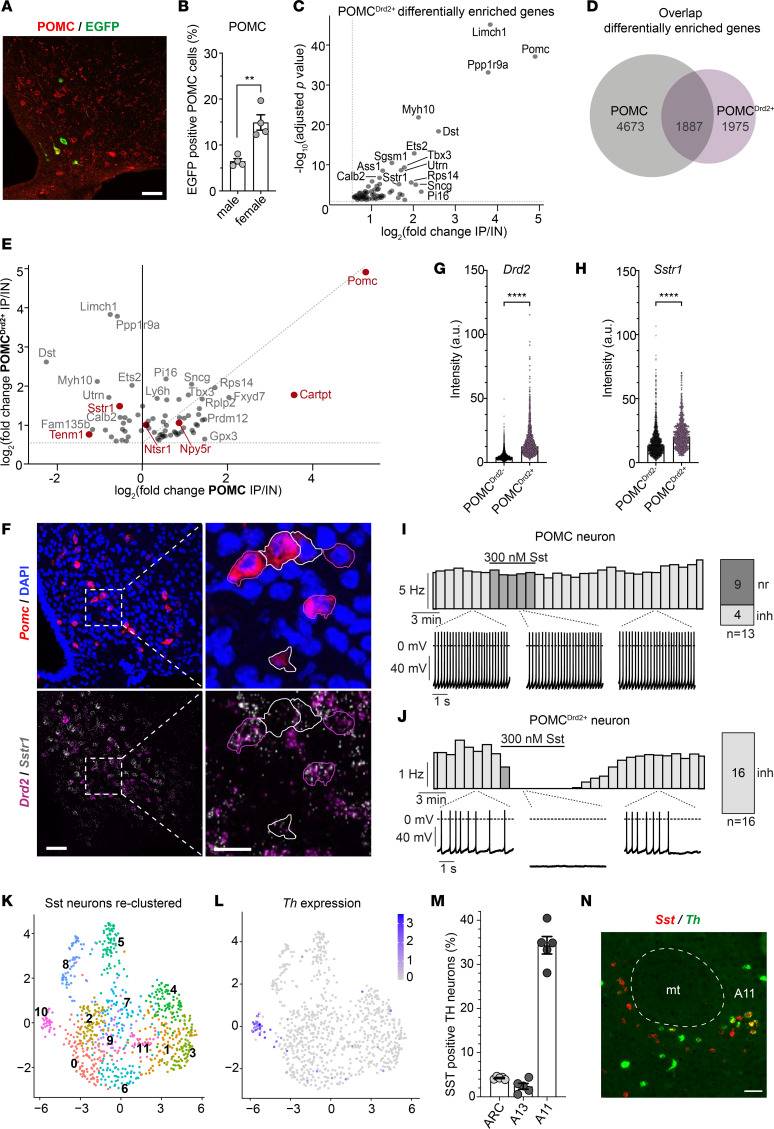 A
POMC / EGFP
B
POMC
EGFP positive POMC cells (%)
30
20
10
0
**
male
female
C
POMCDrd2+ differentially enriched genes
-log10(adjusted p value)
40
30
20
10
0
Limch1
Pomc
Ppp1r9a
Myh10
Dst
Ets2
Sgsm1
Tbx3
Ass1
Utrn
Calb2
Sstr1
Rps14
Sncg
Pi16
1
2
3
4
5
log2(fold change IP/IN)
D
Overlap
differentially enriched genes
POMC
4673
1887
POMCDrd2+
1975
E
log2(fold change POMCDrd2+ IP/IN)
5
4
3
2
1
0
Pomc
Limch1
Ppp1r9a
Dst
Myh10
Ets2
Pi16
Sncg
Rps14
Utrn
Ly6h
Tbx3
Fxyd7
Cartpt
Sstr1
Rplp2
Calb2
Prdm12
Fam135b
Tenm1
Gpx3
Ntsr1
Npy5r
-2
0
2
4
log2(fold change POMC IP/IN)
G
Drd2
Intensity (a.u.)
150
100
50
0
****
POMCDrd2-
POMCDrd2+
H
Sstr1
Intensity (a.u.)
150
100
50
0
****
POMCDrd2-
POMCDrd2+
F
Pomc / DAPI
Drd2 / Sstr1
I
POMC neuron
300 nM Sst
5 Hz
3 min
0 mV
40 mV
1 s
9
nr
4
inh
n=13
J
POMCDrd2+ neuron
300 nM Sst
1 Hz
3 min
0 mV
40 mV
1 s
16
inh
n=16
K
Sst neurons re-clustered
4
2
0
−2
5
8
4
7
10
2
9
11
1
3
0
6
−6
−3
0
3
6
L
Th expression
3
2
1
0
4
2
0
−2
−6
−3
0
3
6
M
SST positive TH neurons (%)
40
30
20
10
0
ARC
A13
A11
N
Sst / Th
mt
A11